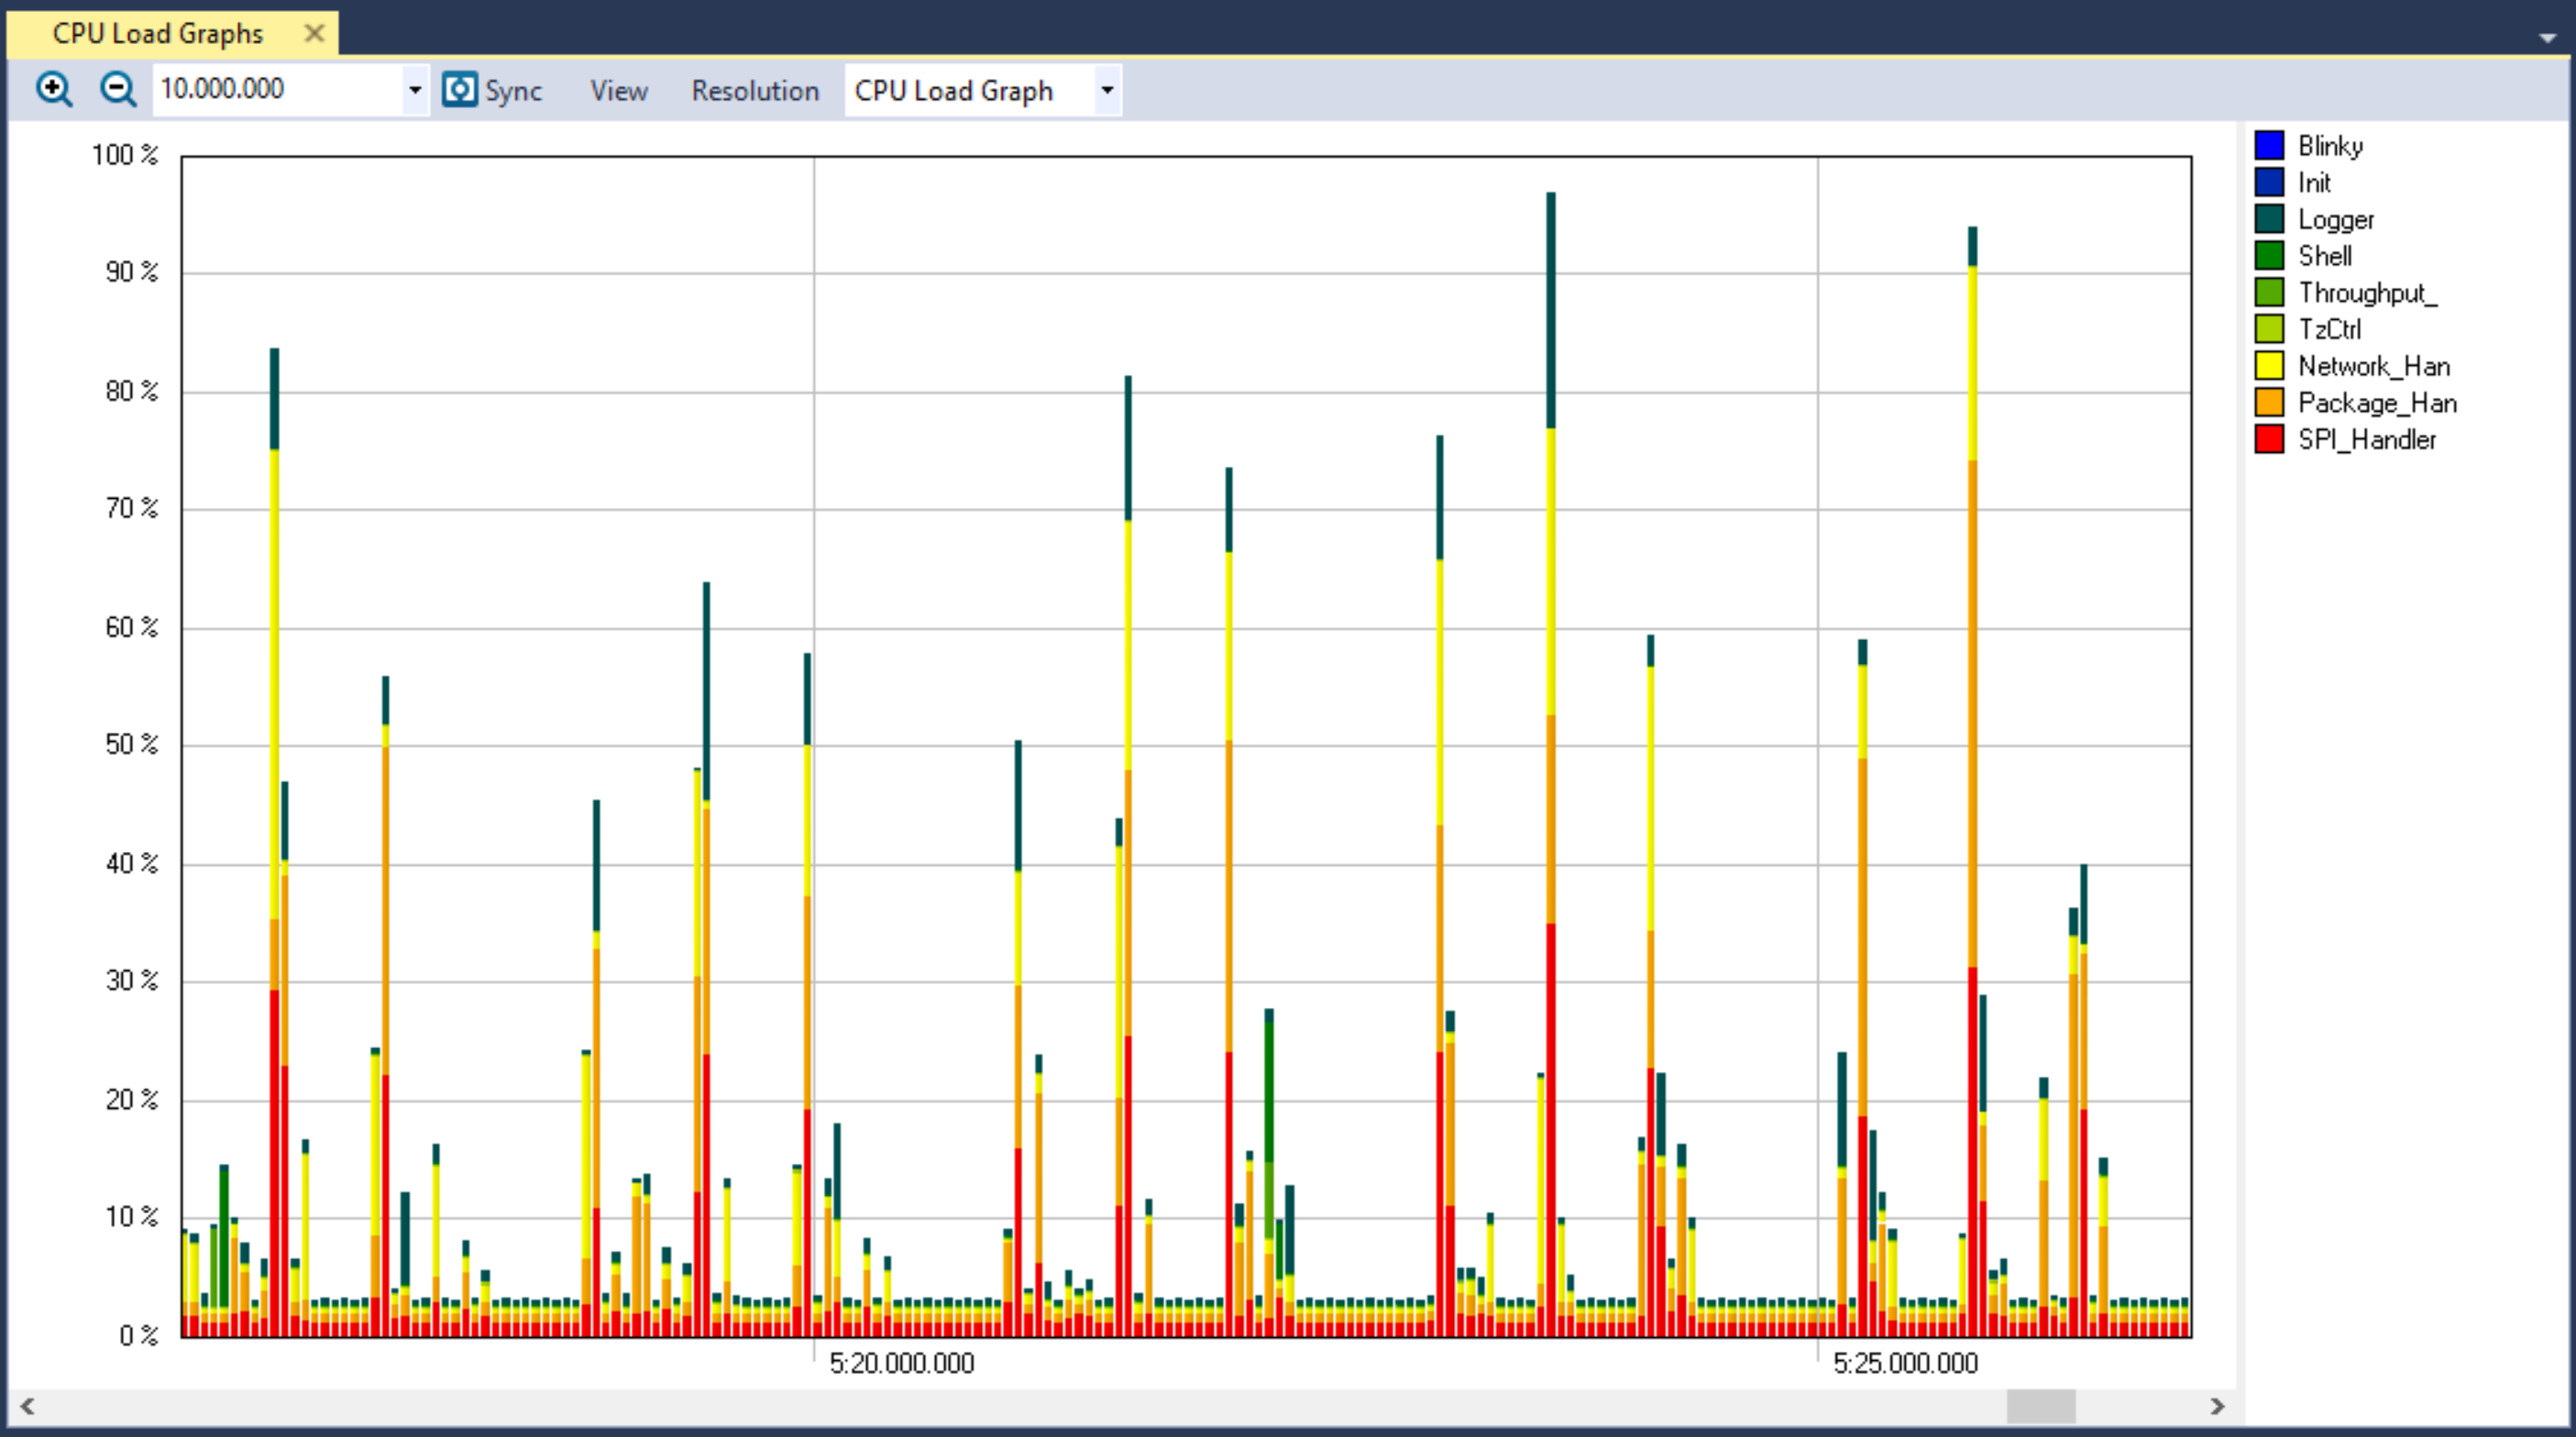 CPU Load Graphs
10.000.000 Sync View Resolution CPU Load Graph
100 %
90 %
80 %
70 %
60 %
50 %
40 %
30 %
20 %
10 %
0 %
5:20.000.000 5:25.000.000
Blinky
Init
Logger
Shell
Throughput_
TzCtrl
Network_Han
Package_Han
SPI_Handler